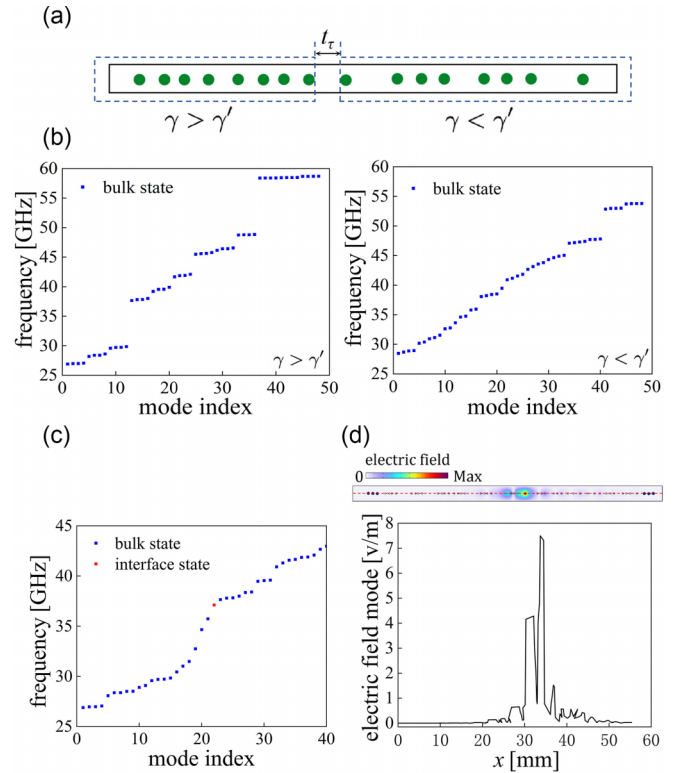 (a)
tτ
γ > γ′
γ < γ′
(b)
60
55
50
45
40
35
30
25
0
10
20
30
40
50
frequency [GHz]
mode index
bulk state
γ > γ′
60
55
50
45
40
35
30
25
0
10
20
30
40
50
frequency [GHz]
mode index
bulk state
γ < γ′
(c)
45
40
35
30
25
0
10
20
30
40
frequency [GHz]
mode index
bulk state
interface state
(d)
electric field
0
Max
8
7
6
5
4
3
2
1
0
0
10
20
30
40
50
60
electric field mode [v/m]
x [mm]